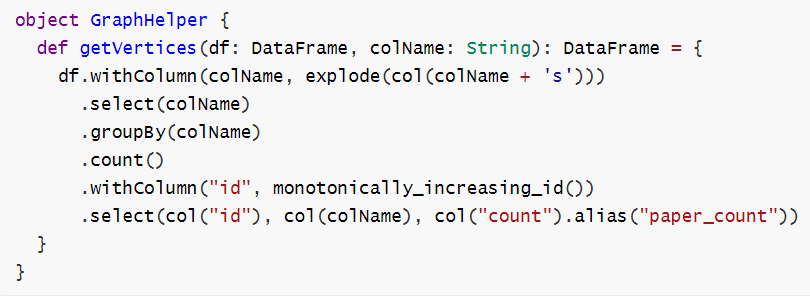 object GraphHelper {
  def getVertices(df: DataFrame, colName: String): DataFrame = {
    df.withColumn(colName, explode(col(colName + 's')))
      .select(colName)
      .groupBy(colName)
      .count()
      .withColumn("id", monotonically_increasing_id())
      .select(col("id"), col(colName), col("count").alias("paper_count"))
  }
}